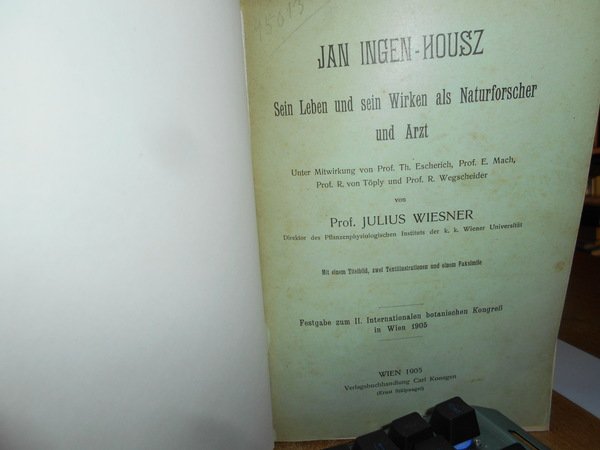 45613
JAN INGEN-HOUSZ
Sein Leben und sein Wirken als Naturforscher
und Arzt
Unter Mitwirkung von Prof. Th. Escherich, Prof. E. Mach,
Prof. R. von Töply und Prof. R. Wegscheider
von
Prof. JULIUS WIESNER
Direktor des Pflanzenphysiologischen Instituts der k. k. Wiener Universität
Mit einem Titelbild, zwei Textillustrationen und einem Faksimile
Festgabe zum II. Internationalen botanischen Kongreß
in Wien 1905
WIEN 1905
Verlagsbuchhandlung Carl Konegen
(Ernst Stülpnagel)